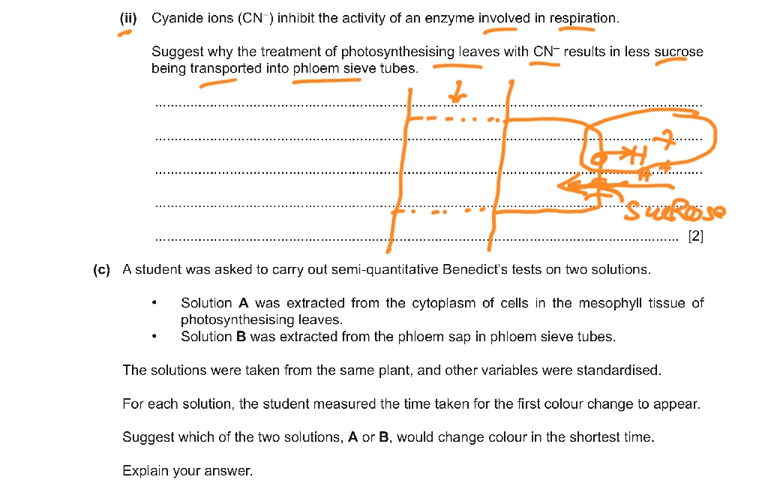 (ii) Cyanide ions (CN⁻) inhibit the activity of an enzyme involved in respiration.
Suggest why the treatment of photosynthesising leaves with CN⁻ results in less sucrose
being transported into phloem sieve tubes.
H
H+
Sucrose
[2]
(c) A student was asked to carry out semi-quantitative Benedict's tests on two solutions.
• Solution A was extracted from the cytoplasm of cells in the mesophyll tissue of
photosynthesising leaves.
• Solution B was extracted from the phloem sap in phloem sieve tubes.
The solutions were taken from the same plant, and other variables were standardised.
For each solution, the student measured the time taken for the first colour change to appear.
Suggest which of the two solutions, A or B, would change colour in the shortest time.
Explain your answer.